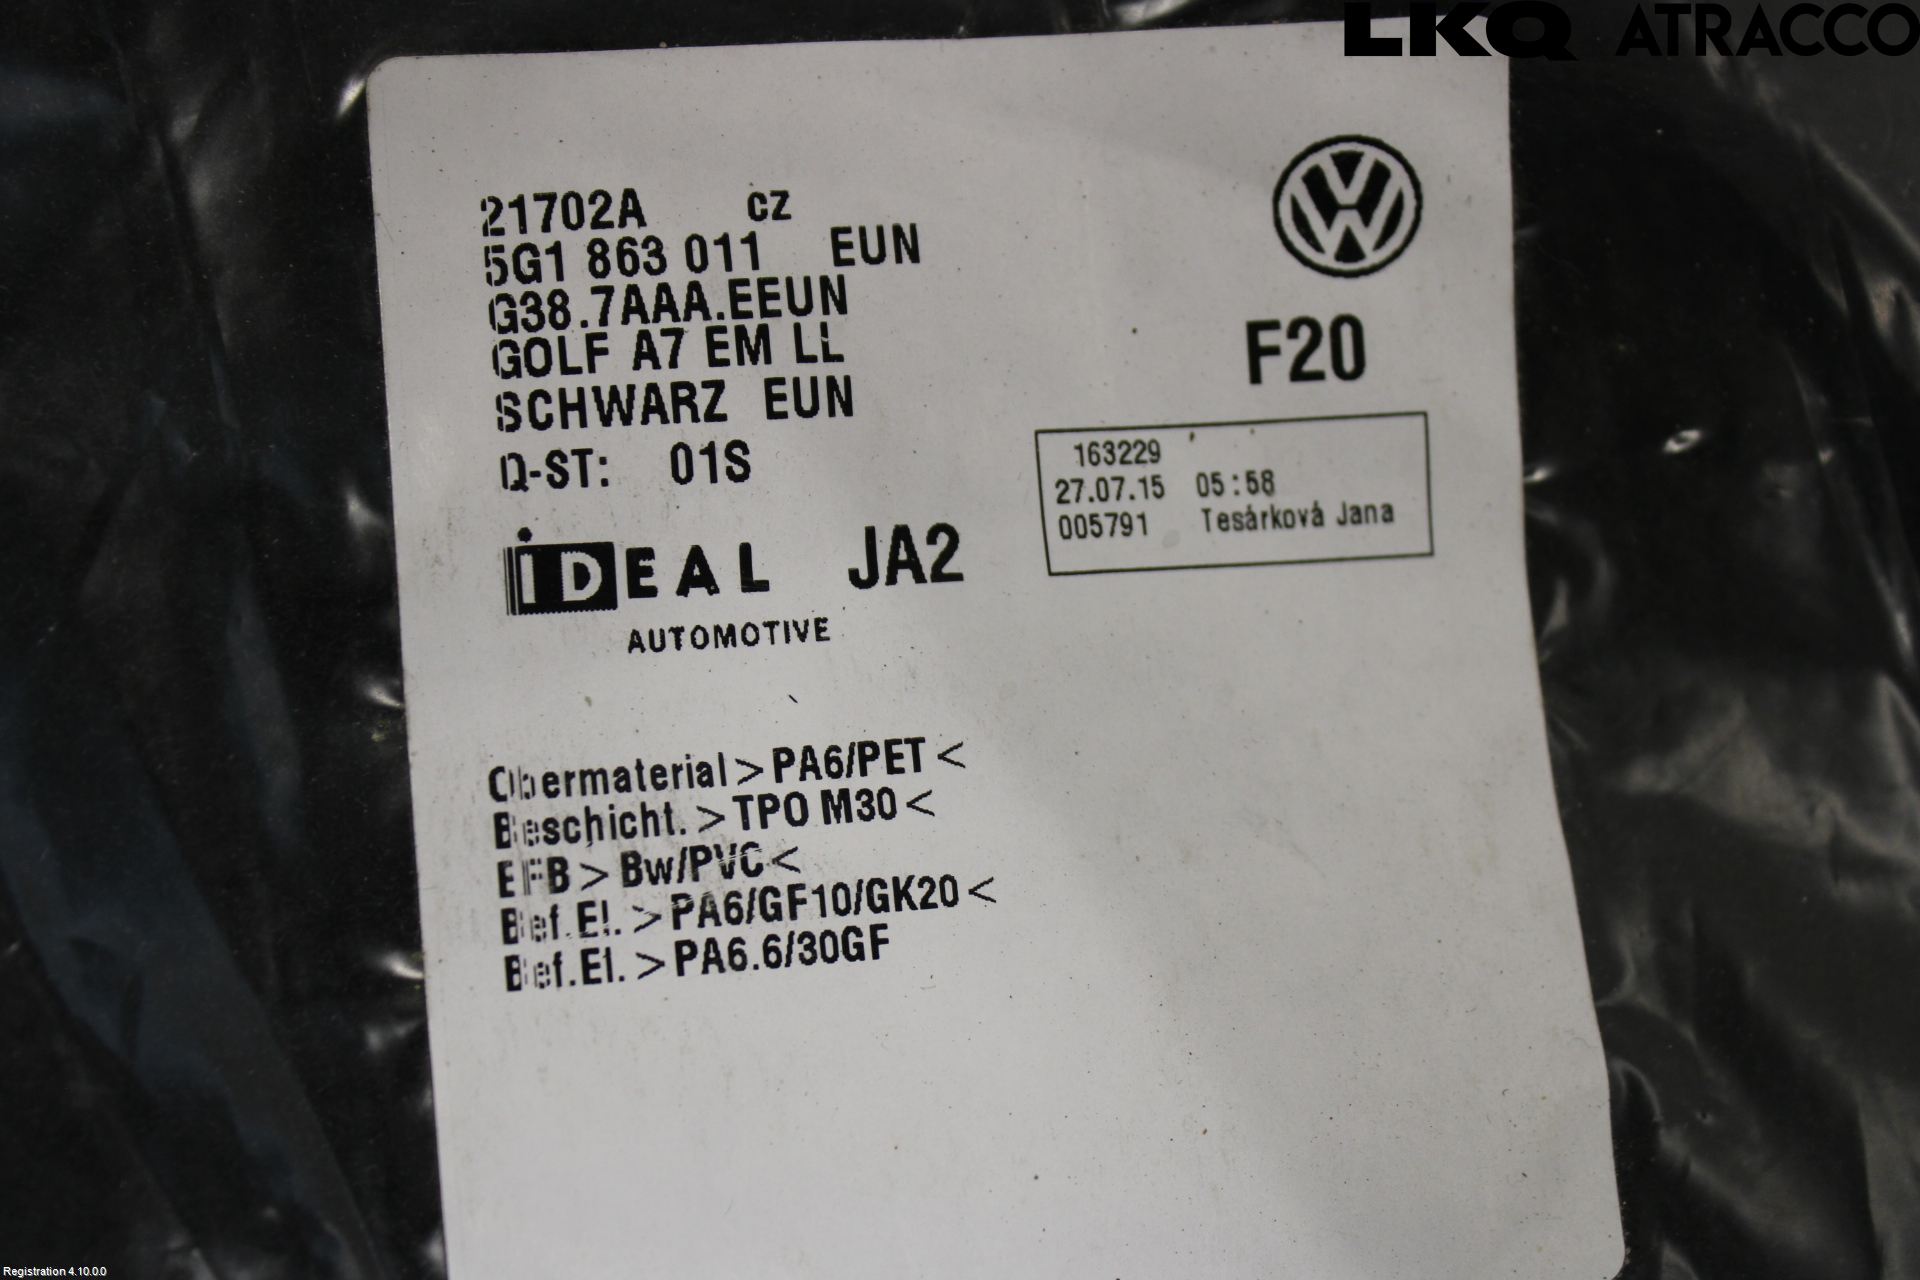 LKQ ATRACCO
21702A cz
5G1 863 011 EUN
G38.7AAA.EEUN
GOLF A7 EM LL
SCHWARZ EUN
Q-ST: 01S
F20
163229
27.07.15 05:58
005791 Tesárková Jana
iDEAL JA2
AUTOMOTIVE
Obermaterial > PA6/PET <
Beschicht. > TPO M30 <
EFB > Bw/PVC <
Bef.El. > PA6/GF10/GK20 <
Bef.El. > PA6.6/30GF
Registration 4.10.0.0